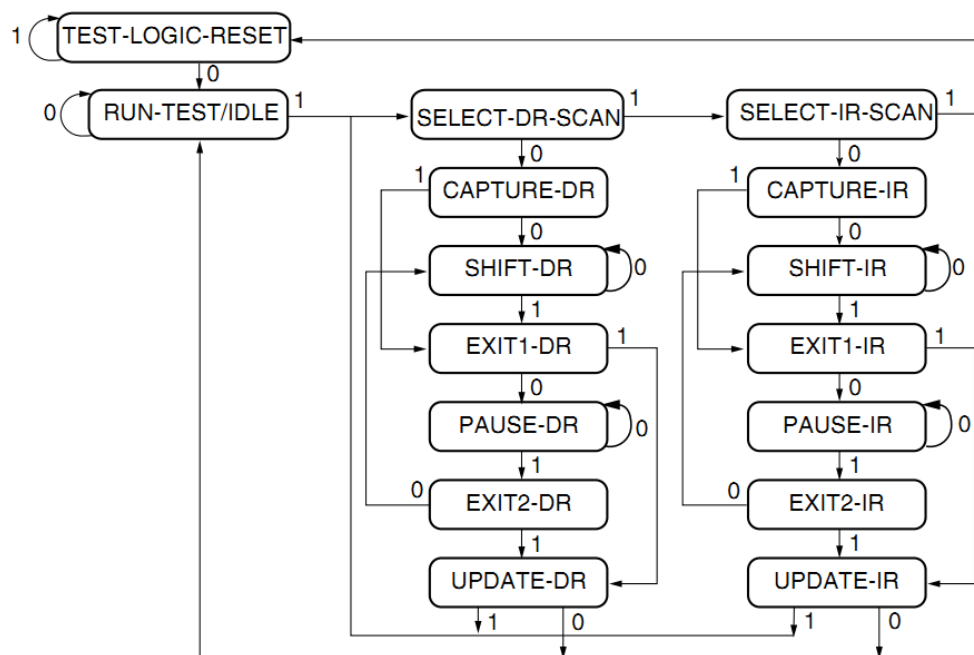 1 TEST-LOGIC-RESET
0
0 RUN-TEST/IDLE 1
SELECT-DR-SCAN 1
SELECT-IR-SCAN 1
0
0
1 CAPTURE-DR
1 CAPTURE-IR
0
0
SHIFT-DR 0
SHIFT-IR 0
1
1
EXIT1-DR 1
EXIT1-IR 1
0
0
PAUSE-DR 0
PAUSE-IR 0
1
1
0 EXIT2-DR
0 EXIT2-IR
1
1
UPDATE-DR
UPDATE-IR
1 0
1 0